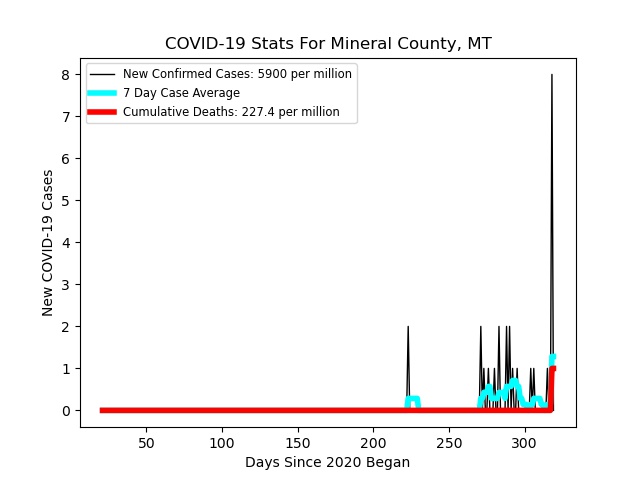 COVID-19 Stats For Mineral County, MT
New Confirmed Cases: 5900 per million
7 Day Case Average
Cumulative Deaths: 227.4 per million
8
7
6
5
4
3
2
1
0
New COVID-19 Cases
50 100 150 200 250 300
Days Since 2020 Began